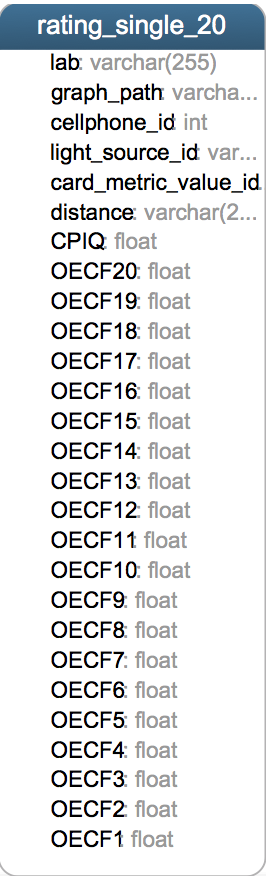 rating_single_20
lab: varchar(255)
graph_path: varcha...
cellphone_id: int
light_source_id: var...
card_metric_value_id.
distance: varchar(2...
CPIQ: float
OECF20: float
OECF19: float
OECF18: float
OECF17: float
OECF16: float
OECF15: float
OECF14: float
OECF13: float
OECF12: float
OECF11: float
OECF10: float
OECF9: float
OECF8: float
OECF7: float
OECF6: float
OECF5: float
OECF4: float
OECF3: float
OECF2: float
OECF1: float